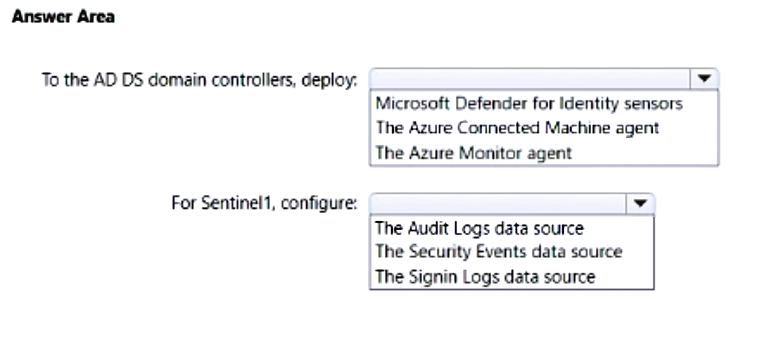 Answer Area
To the AD DS domain controllers, deploy:
Microsoft Defender for Identity sensors
The Azure Connected Machine agent
The Azure Monitor agent
For Sentinel1, configure:
The Audit Logs data source
The Security Events data source
The Signin Logs data source